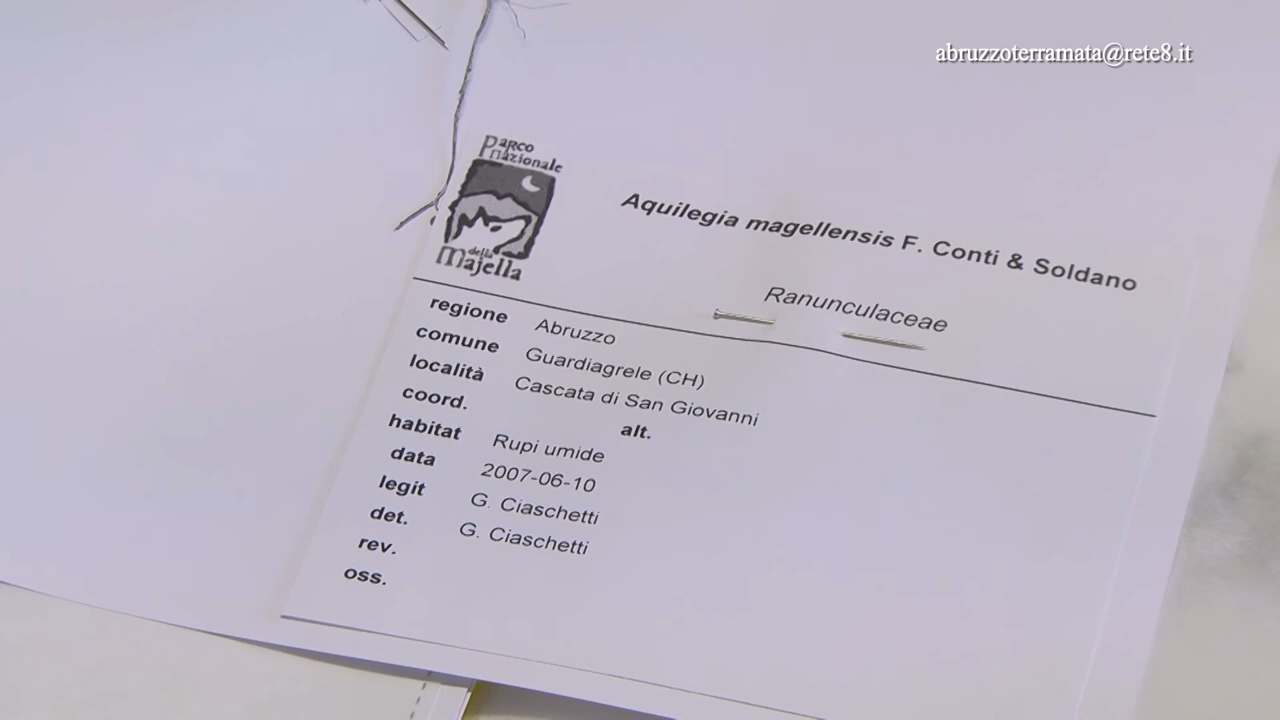 abruzzoterramata@rete8.it
Parco
Nazionale
della
Majella
Aquilegia magellensis F. Conti & Soldano
Ranunculaceae
regione Abruzzo
comune Guardiagrele (CH)
località Cascata di San Giovanni
coord. alt.
habitat Rupi umide
data 2007-06-10
legit G. Ciaschetti
det. G. Ciaschetti
rev.
oss.